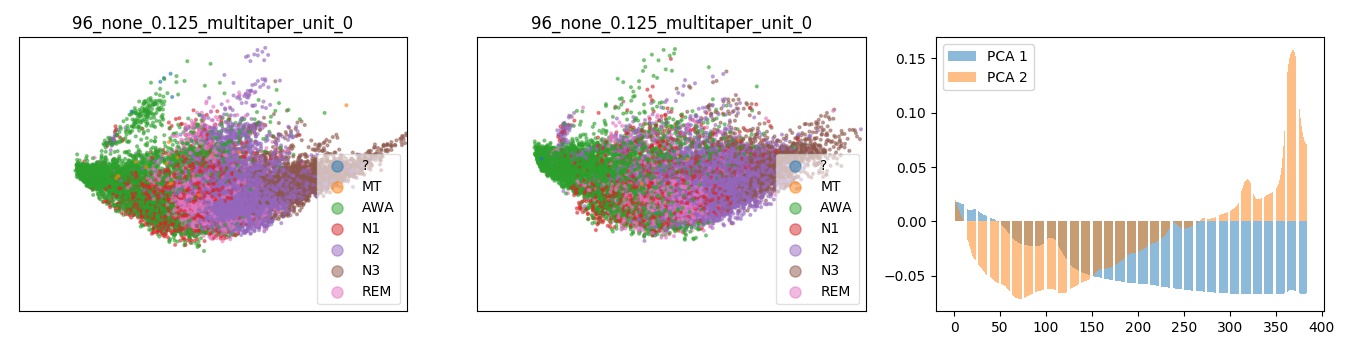 96_none_0.125_multitaper_unit_0
?
MT
AWA
N1
N2
N3
REM
96_none_0.125_multitaper_unit_0
?
MT
AWA
N1
N2
N3
REM
PCA 1
PCA 2
0.15
0.10
0.05
0.00
−0.05
0 50 100 150 200 250 300 350 400